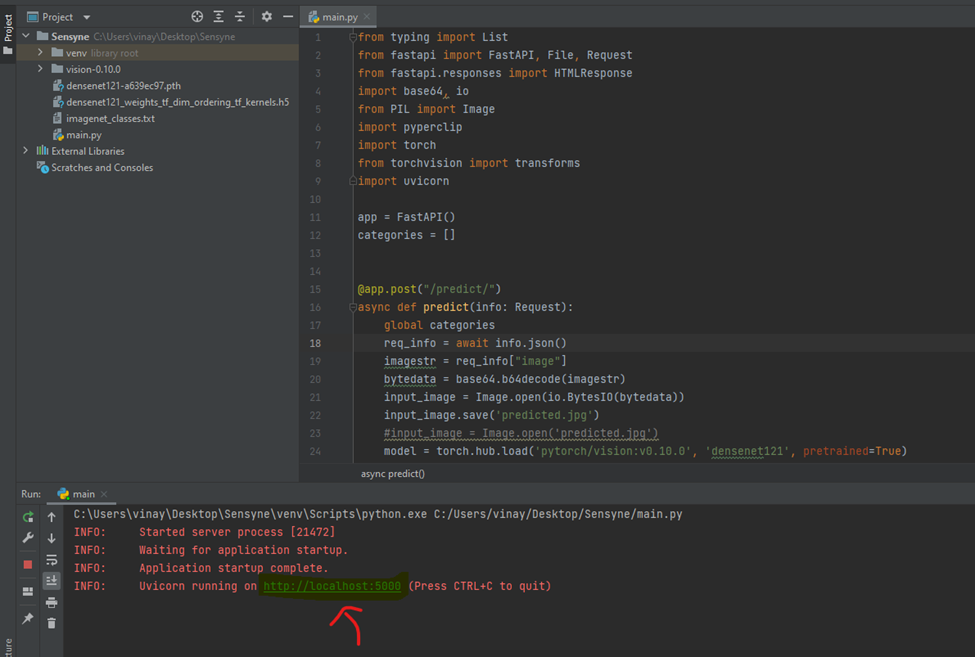 Project
Project
main.py
Sensyne C:\Users\vinay\Desktop\Sensyne
venv library root
vision-0.10.0
densenet121-a639ec97.pth
densenet121_weights_tf_dim_ordering_tf_kernels.h5
imagenet_classes.txt
main.py
External Libraries
Scratches and Consoles
1 from typing import List
2 from fastapi import FastAPI, File, Request
3 from fastapi.responses import HTMLResponse
4 import base64, io
5 from PIL import Image
6 import pyperclip
7 import torch
8 from torchvision import transforms
9 import uvicorn
10
11 app = FastAPI()
12 categories = []
13
14
15 @app.post("/predict/")
16 async def predict(info: Request):
17 global categories
18 req_info = await info.json()
19 imagestr = req_info["image"]
20 bytedata = base64.b64decode(imagestr)
21 input_image = Image.open(io.BytesIO(bytedata))
22 input_image.save('predicted.jpg')
23 #input_image = Image.open('predicted.jpg')
24 model = torch.hub.load('pytorch/vision:v0.10.0', 'densenet121', pretrained=True)
async predict()
Run: main
C:\Users\vinay\Desktop\Sensyne\venv\Scripts\python.exe C:/Users/vinay/Desktop/Sensyne/main.py
INFO: Started server process [21472]
INFO: Waiting for application startup.
INFO: Application startup complete.
INFO: Uvicorn running on http://localhost:5000 (Press CTRL+C to quit)